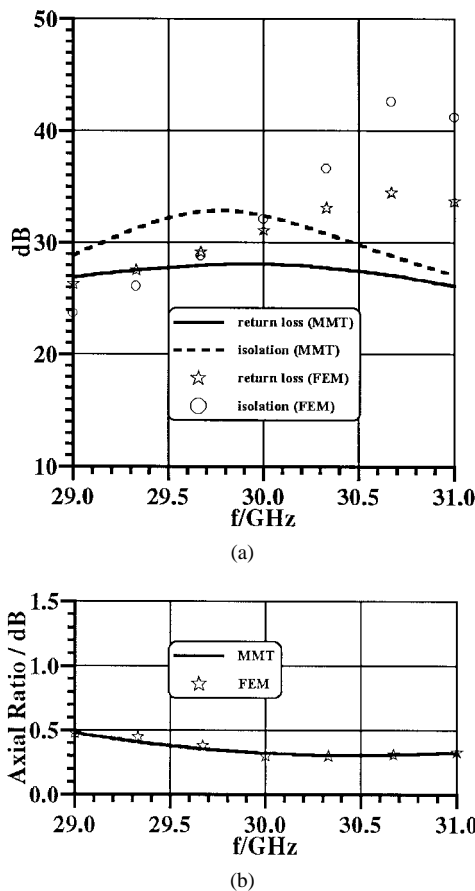 50
40
30
20
10
dB
return loss (MMT)
isolation (MMT)
return loss (FEM)
isolation (FEM)
29.0 29.5 30.0 30.5 31.0
f/GHz
(a)
1.5
1.0
0.5
0.0
Axial Ratio / dB
MMT
FEM
29.0 29.5 30.0 30.5 31.0
f/GHz
(b)